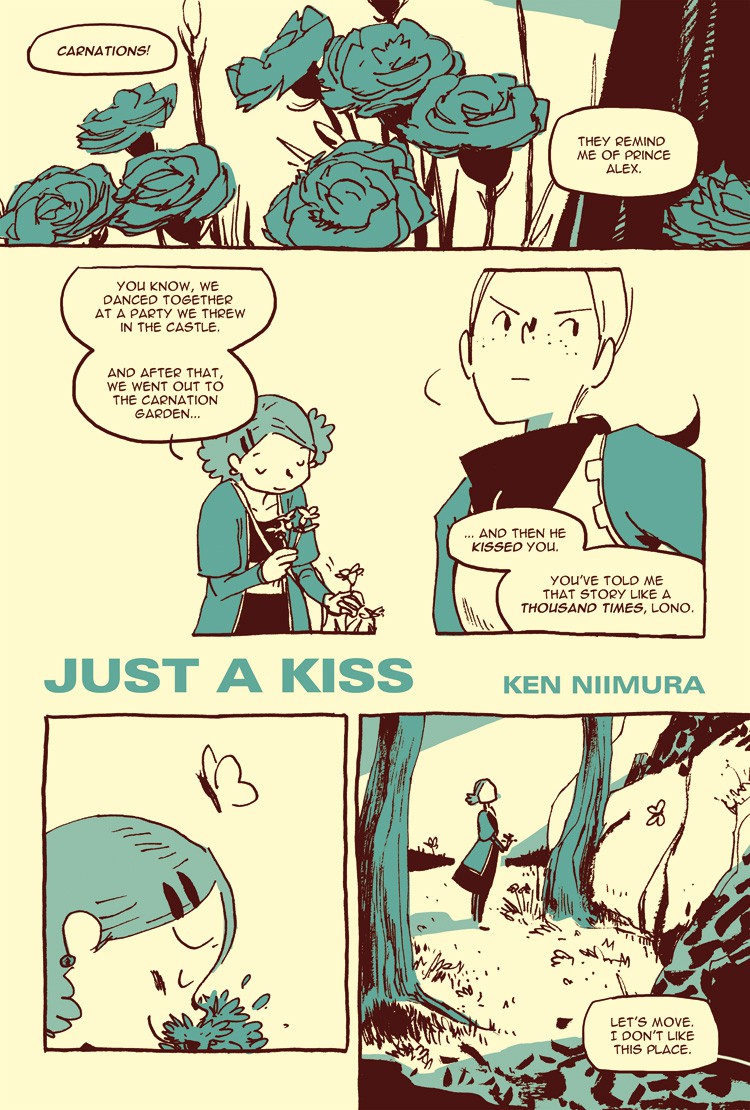 CARNATIONS!
THEY REMIND
ME OF PRINCE
ALEX.
YOU KNOW, WE
DANCED TOGETHER
AT A PARTY WE THREW
IN THE CASTLE.
AND AFTER THAT,
WE WENT OUT TO
THE CARNATION
GARDEN...
... AND THEN HE
KISSED YOU.
YOU'VE TOLD ME
THAT STORY LIKE A
THOUSAND TIMES, LONO.
JUST A KISS
KEN NIIMURA
LET'S MOVE.
I DON'T LIKE
THIS PLACE.